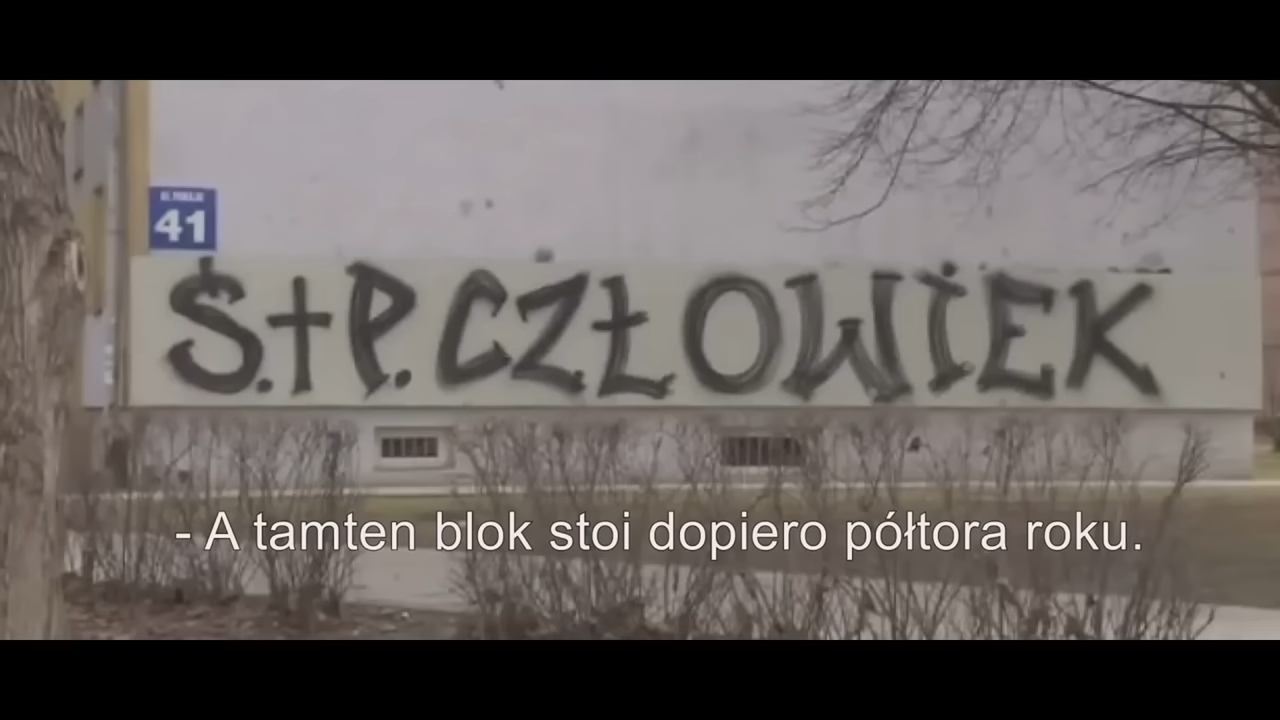 41
Ś.†P. CZŁOWIEK
- A tamten blok stoi dopiero półtora roku.